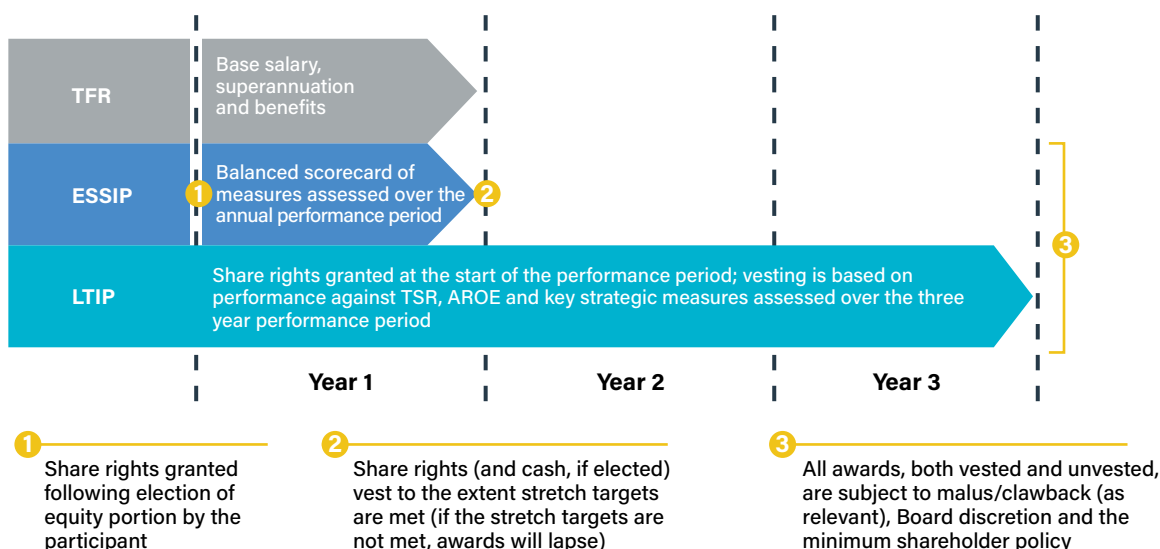 TFR
Base salary,
superannuation
and benefits
ESSIP
1
Balanced scorecard of
measures assessed over the
annual performance period
2
3
LTIP
Share rights granted at the start of the performance period; vesting is based on
performance against TSR, AROE and key strategic measures assessed over the three
year performance period
Year 1
Year 2
Year 3
1
Share rights granted
following election of
equity portion by the
participant
2
Share rights (and cash, if elected)
vest to the extent stretch targets
are met (if the stretch targets are
not met, awards will lapse)
3
All awards, both vested and unvested,
are subject to malus/clawback (as
relevant), Board discretion and the
minimum shareholder policy